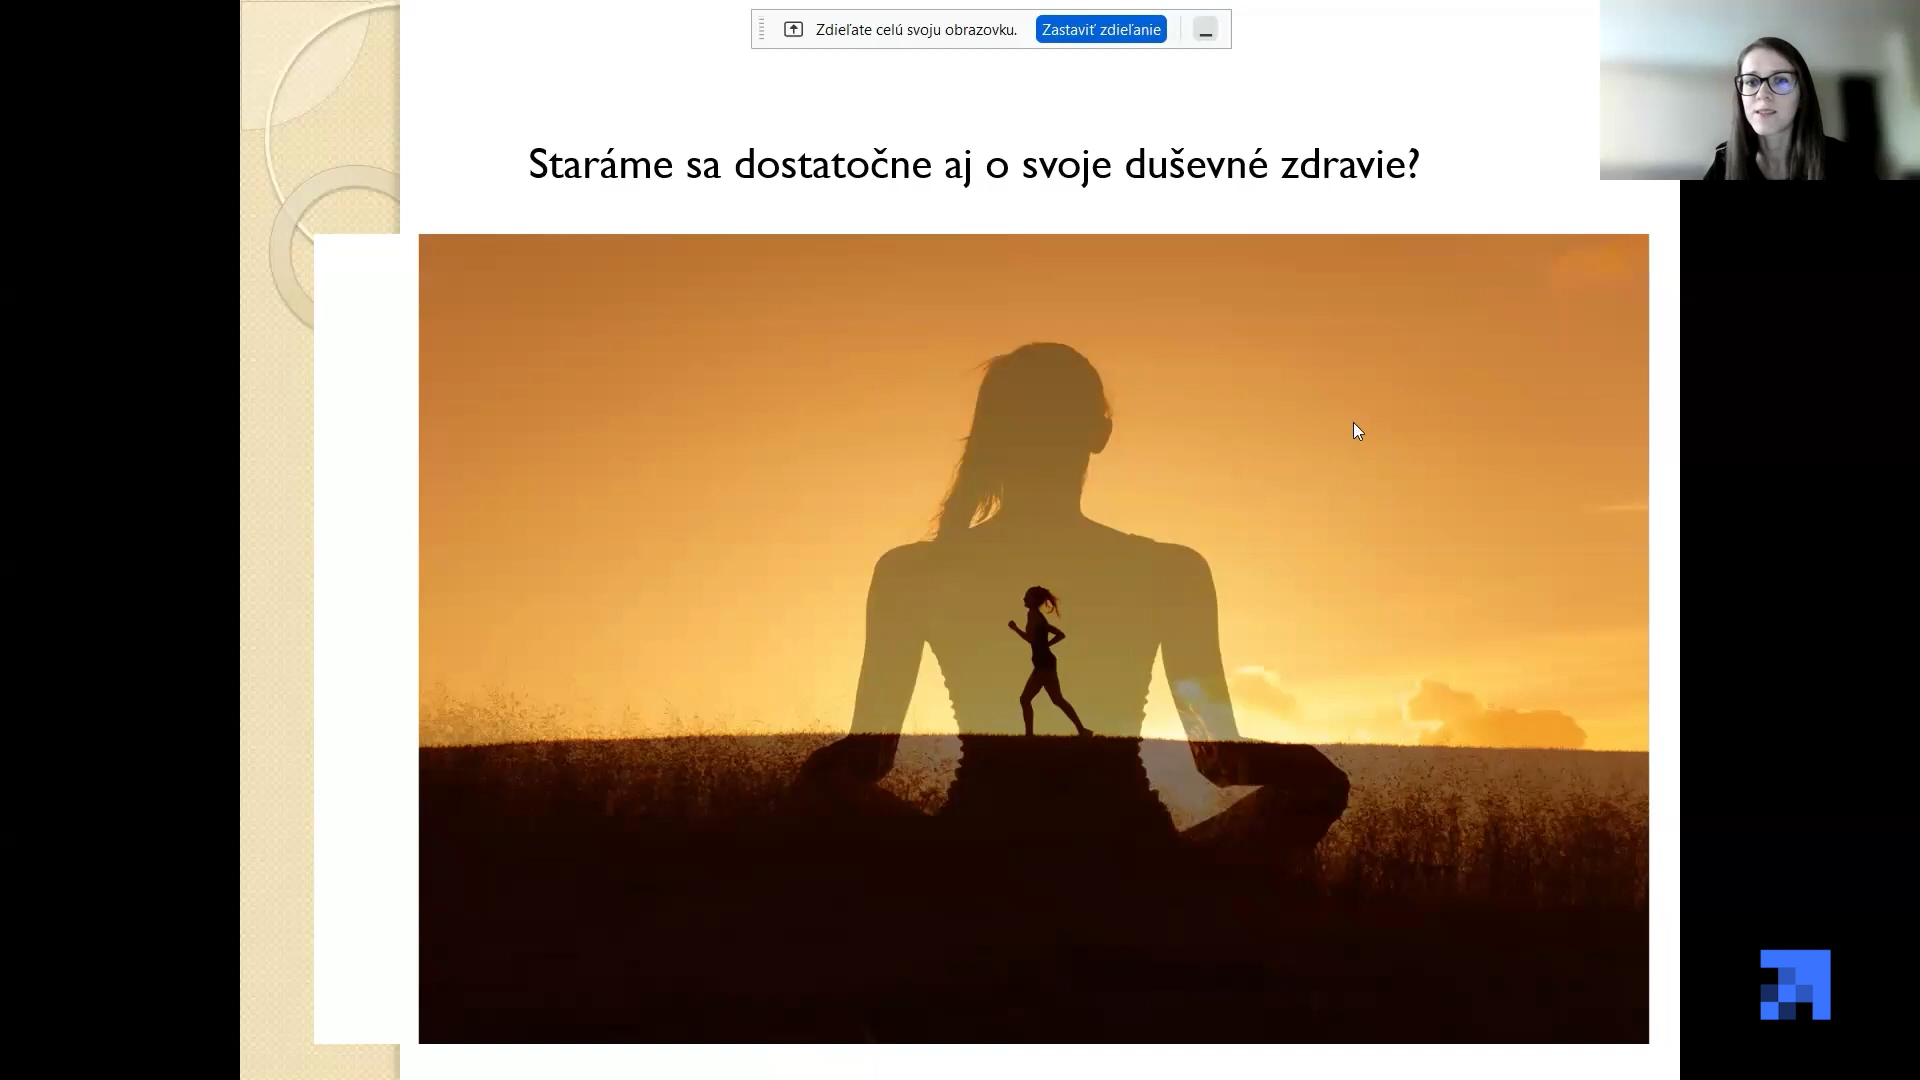 Zdieľate celú svoju obrazovku.
Zastaviť zdieľanie
Staráme sa dostatočne aj o svoje duševné zdravie?